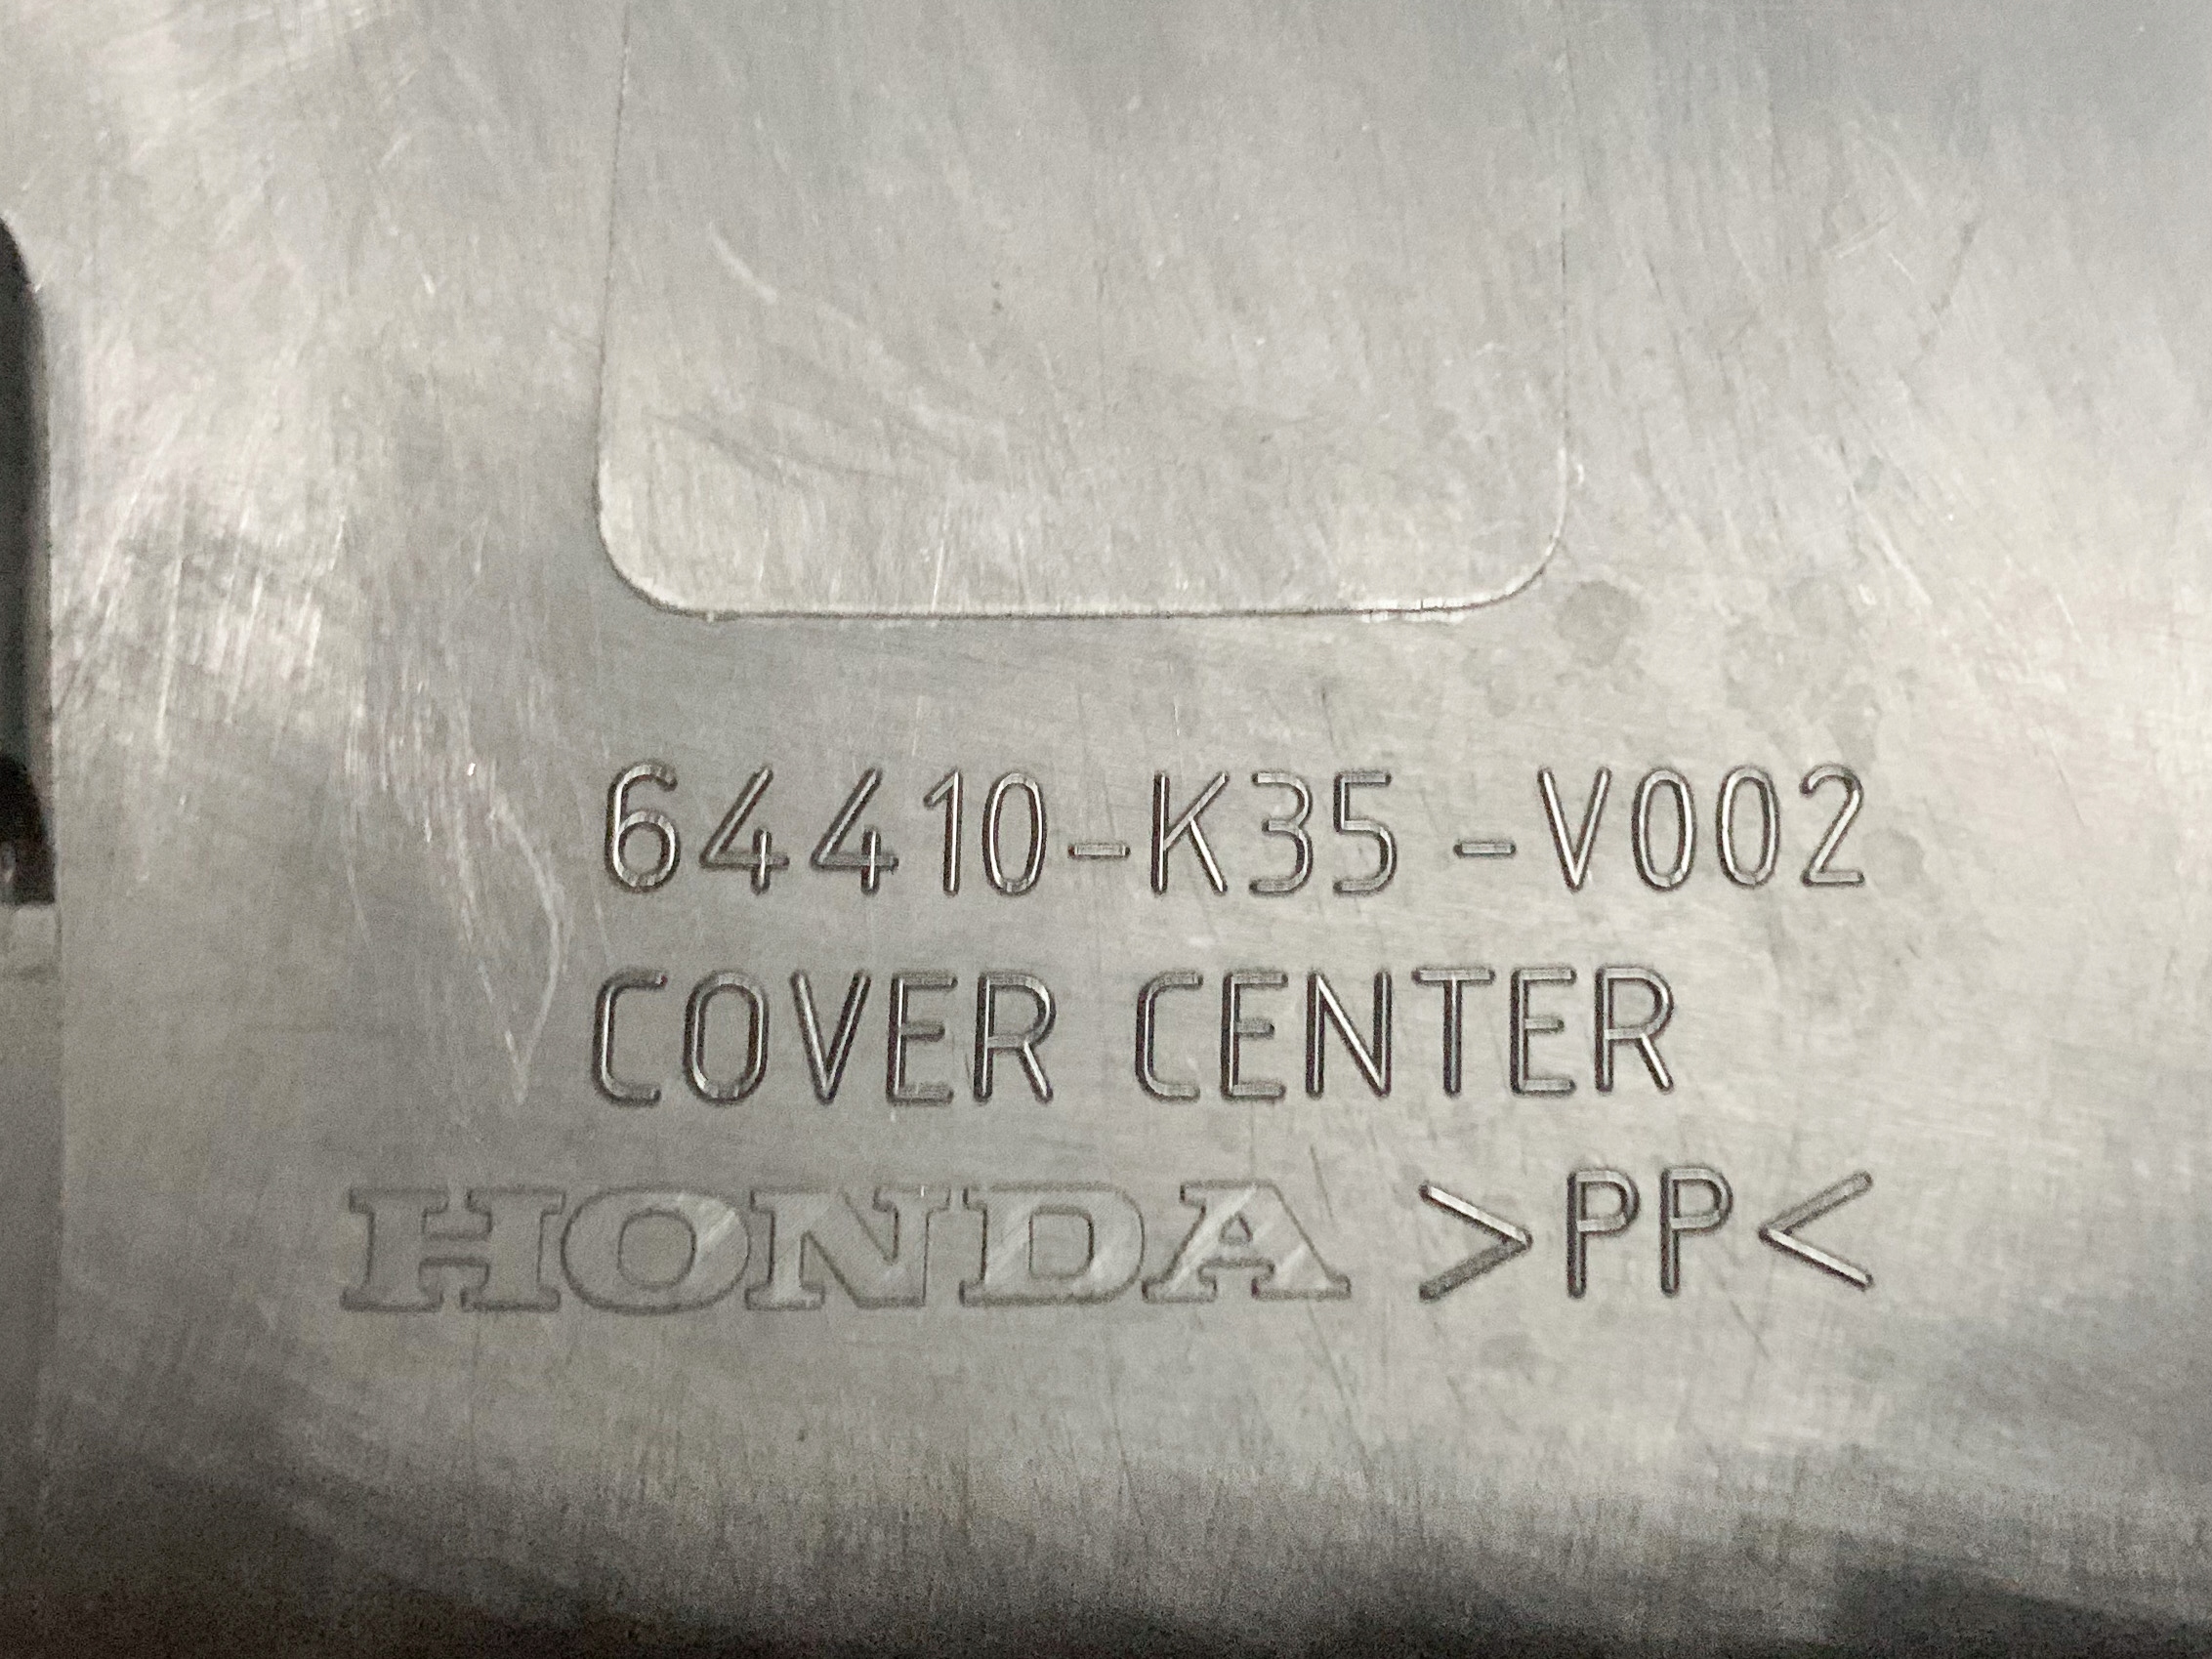 64410-K35-V002
COVER CENTER
HONDA >PP<